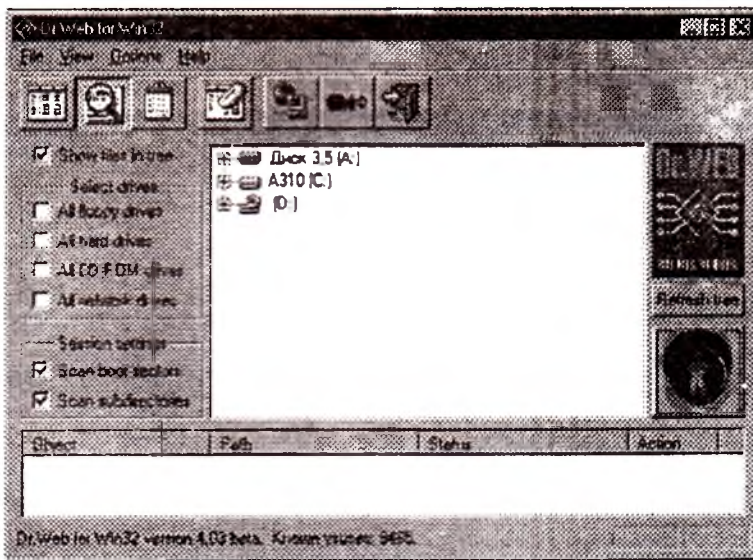 Dr.Web for Win32
File View Options Help
Show files in tree
Select drives
All floppy drives
All hard drives
All CD-ROM drives
All network drives
Session settings
Scan boot sectors
Scan subdirectories
Диск 3,5 (A:)
A310 (C:)
(D:)
DR.WEB
Refresh tree
Object Path Status Action
Dr.Web for Win32 version 4.03 beta. Known viruses: